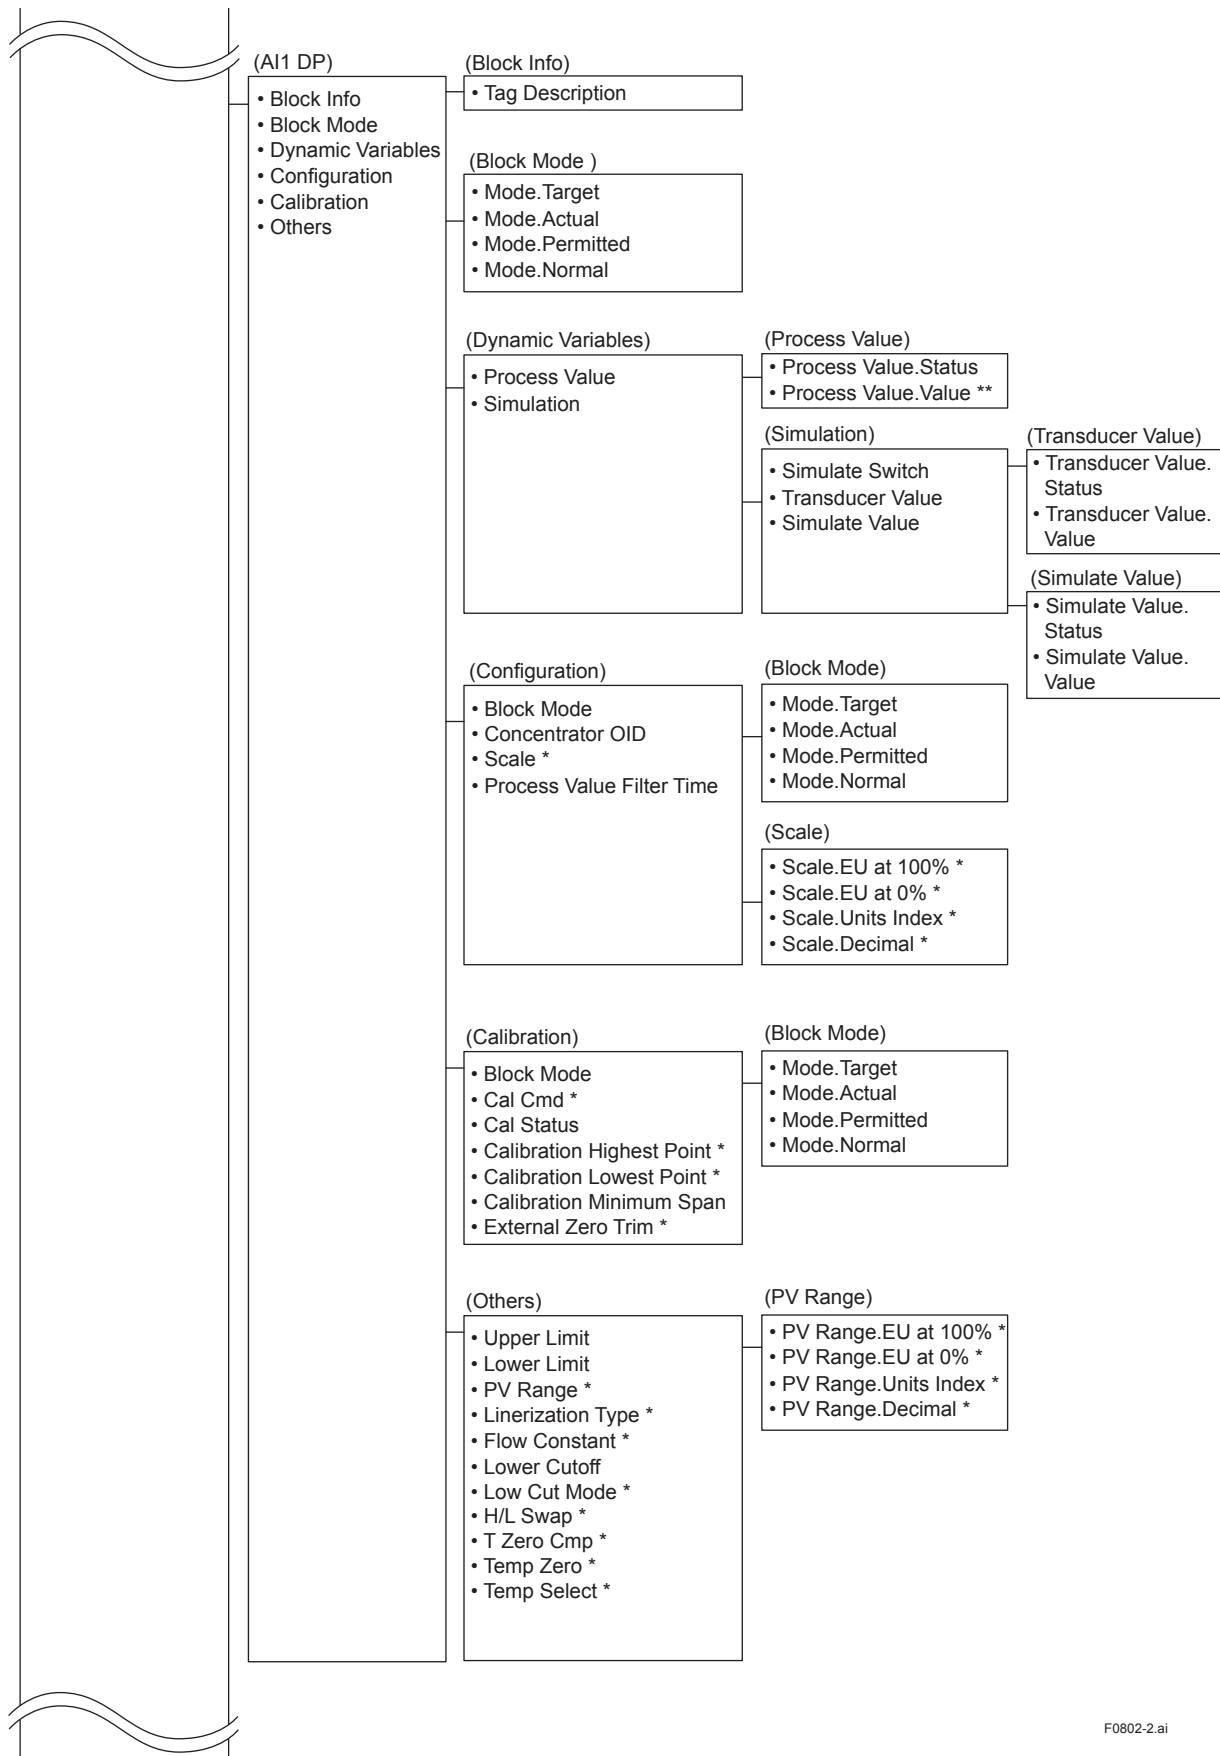 (AI1 DP)
• Block Info
• Block Mode
• Dynamic Variables
• Configuration
• Calibration
• Others
(Block Info)
• Tag Description
(Block Mode )
• Mode.Target
• Mode.Actual
• Mode.Permitted
• Mode.Normal
(Dynamic Variables)
• Process Value
• Simulation
(Process Value)
• Process Value.Status
• Process Value.Value **
(Simulation)
• Simulate Switch
• Transducer Value
• Simulate Value
(Transducer Value)
• Transducer Value.
Status
• Transducer Value.
Value
(Simulate Value)
• Simulate Value.
Status
• Simulate Value.
Value
(Configuration)
• Block Mode
• Concentrator OID
• Scale *
• Process Value Filter Time
(Block Mode)
• Mode.Target
• Mode.Actual
• Mode.Permitted
• Mode.Normal
(Scale)
• Scale.EU at 100% *
• Scale.EU at 0% *
• Scale.Units Index *
• Scale.Decimal *
(Calibration)
• Block Mode
• Cal Cmd *
• Cal Status
• Calibration Highest Point *
• Calibration Lowest Point *
• Calibration Minimum Span
• External Zero Trim *
(Block Mode)
• Mode.Target
• Mode.Actual
• Mode.Permitted
• Mode.Normal
(Others)
• Upper Limit
• Lower Limit
• PV Range *
• Linerization Type *
• Flow Constant *
• Lower Cutoff
• Low Cut Mode *
• H/L Swap *
• T Zero Cmp *
• Temp Zero *
• Temp Select *
(PV Range)
• PV Range.EU at 100% *
• PV Range.EU at 0% *
• PV Range.Units Index *
• PV Range.Decimal *
F0802-2.ai